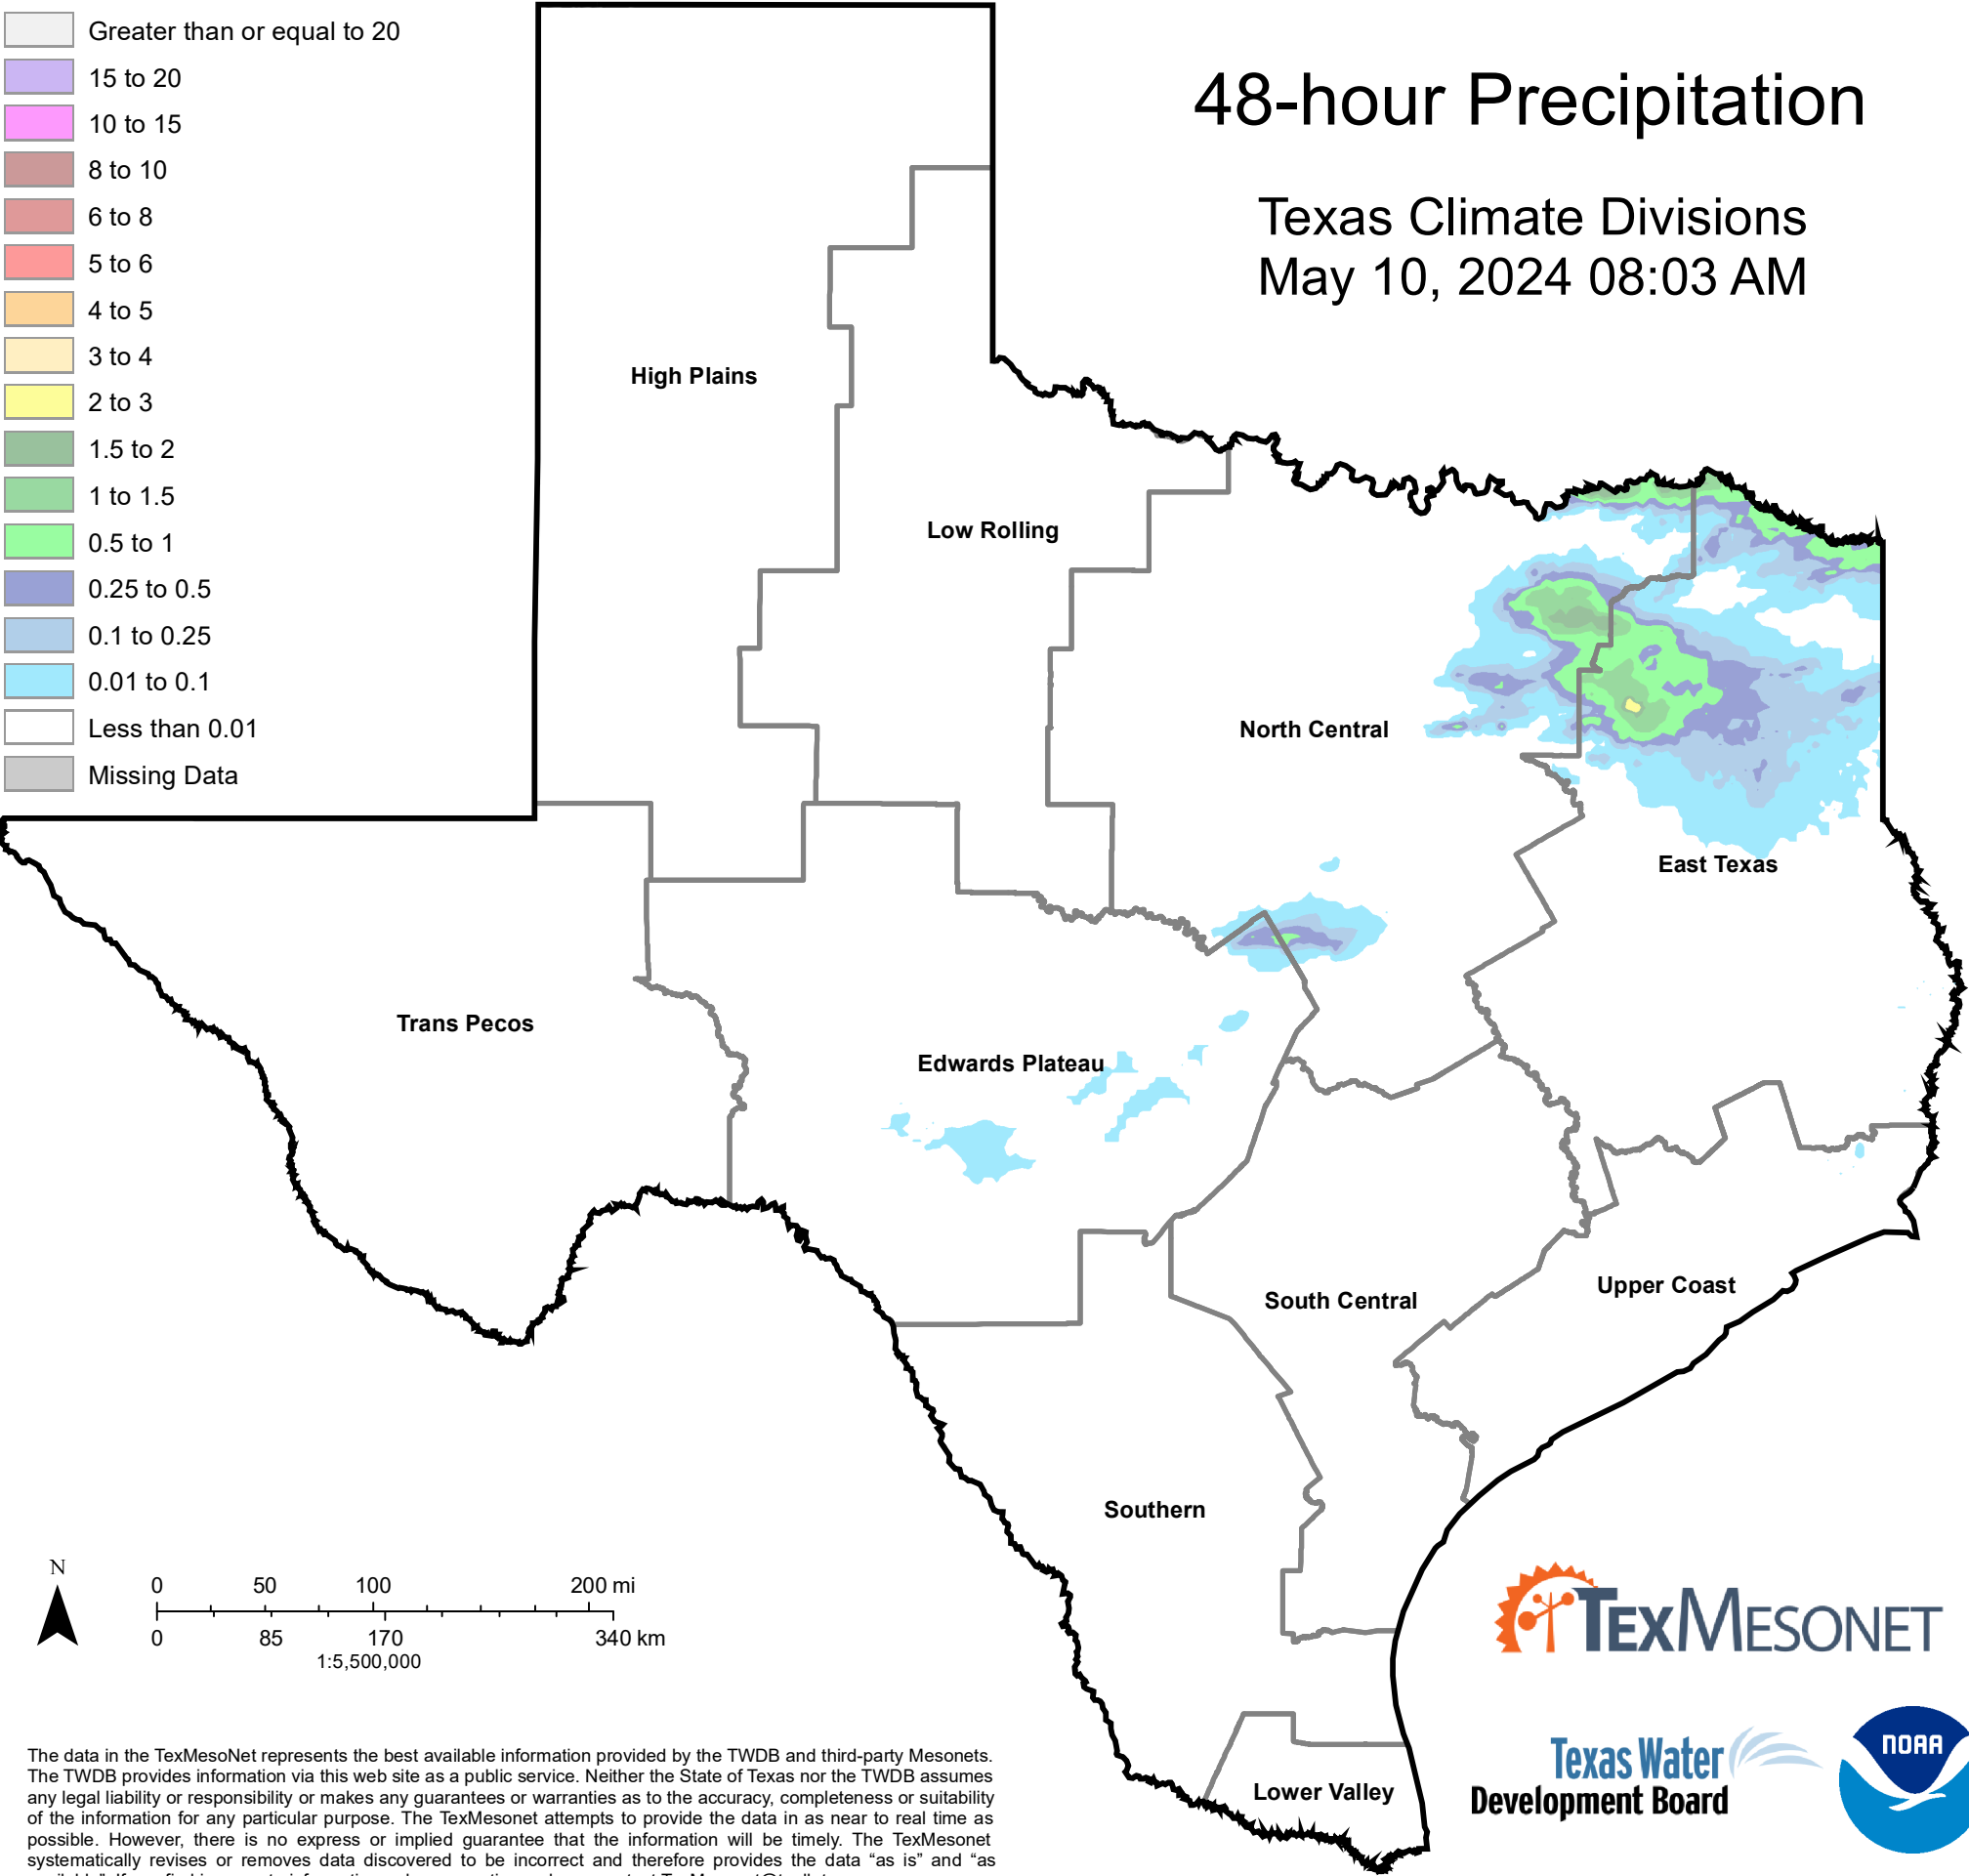 Greater than or equal to 20
15 to 20
10 to 15
8 to 10
6 to 8
5 to 6
4 to 5
3 to 4
2 to 3
1.5 to 2
1 to 1.5
0.5 to 1
0.25 to 0.5
0.1 to 0.25
0.01 to 0.1
Less than 0.01
Missing Data
48-hour Precipitation
Texas Climate Divisions
May 10, 2024 08:03 AM
High Plains
Low Rolling
North Central
East Texas
Trans Pecos
Edwards Plateau
South Central
Upper Coast
Southern
Lower Valley
N
0 50 100 200 mi
0 85 170 340 km
1:5,500,000
TEXMESONET
Texas Water
Development Board
NOAA
The data in the TexMesoNet represents the best available information provided by the TWDB and third-party Mesonets.
The TWDB provides information via this web site as a public service. Neither the State of Texas nor the TWDB assumes
any legal liability or responsibility or makes any guarantees or warranties as to the accuracy, completeness or suitability
of the information for any particular purpose. The TexMesonet attempts to provide the data in as near to real time as
possible. However, there is no express or implied guarantee that the information will be timely. The TexMesonet
systematically revises or removes data discovered to be incorrect and therefore provides the data “as is” and “as